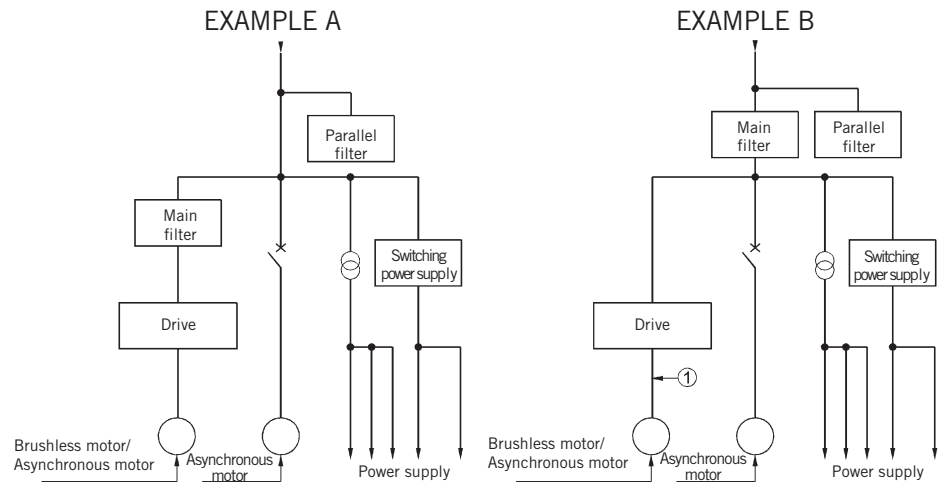 EXAMPLE A
Parallel
filter
Main
filter
Switching
power supply
Drive
Brushless motor/
Asynchronous motor
Asynchronous
motor
Power supply
EXAMPLE B
Main
filter
Parallel
filter
Switching
power supply
Drive
1
Brushless motor/
Asynchronous motor
Asynchronous
motor
Power supply